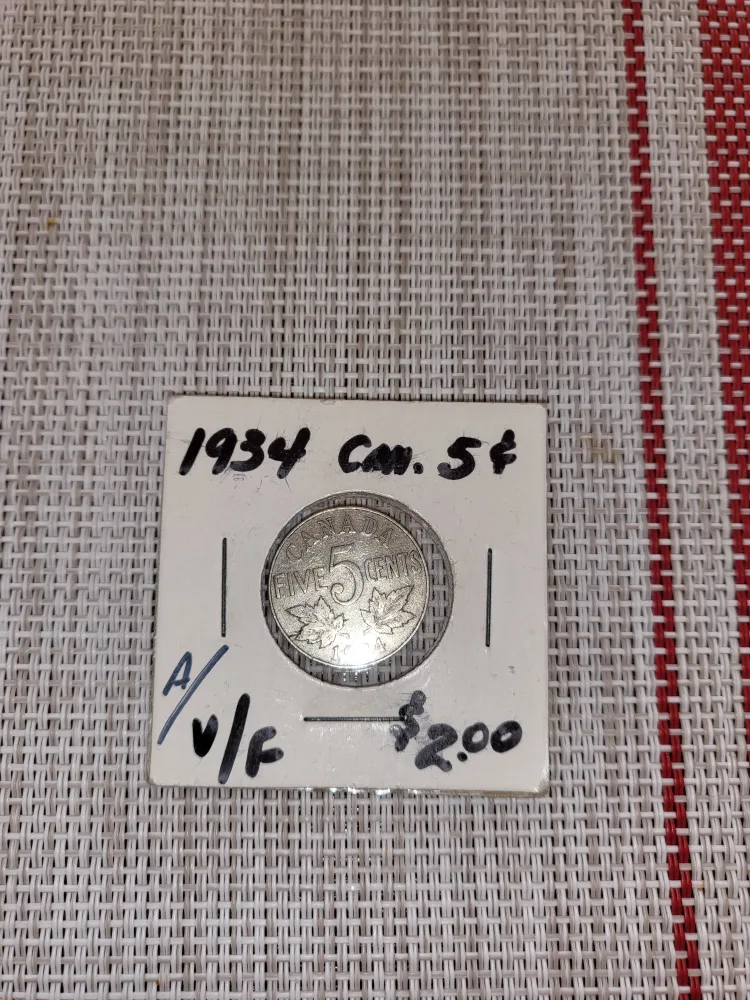 1934 Can. 5¢
CANADA
FIVE 5 CENTS
A/
V/F $2.00